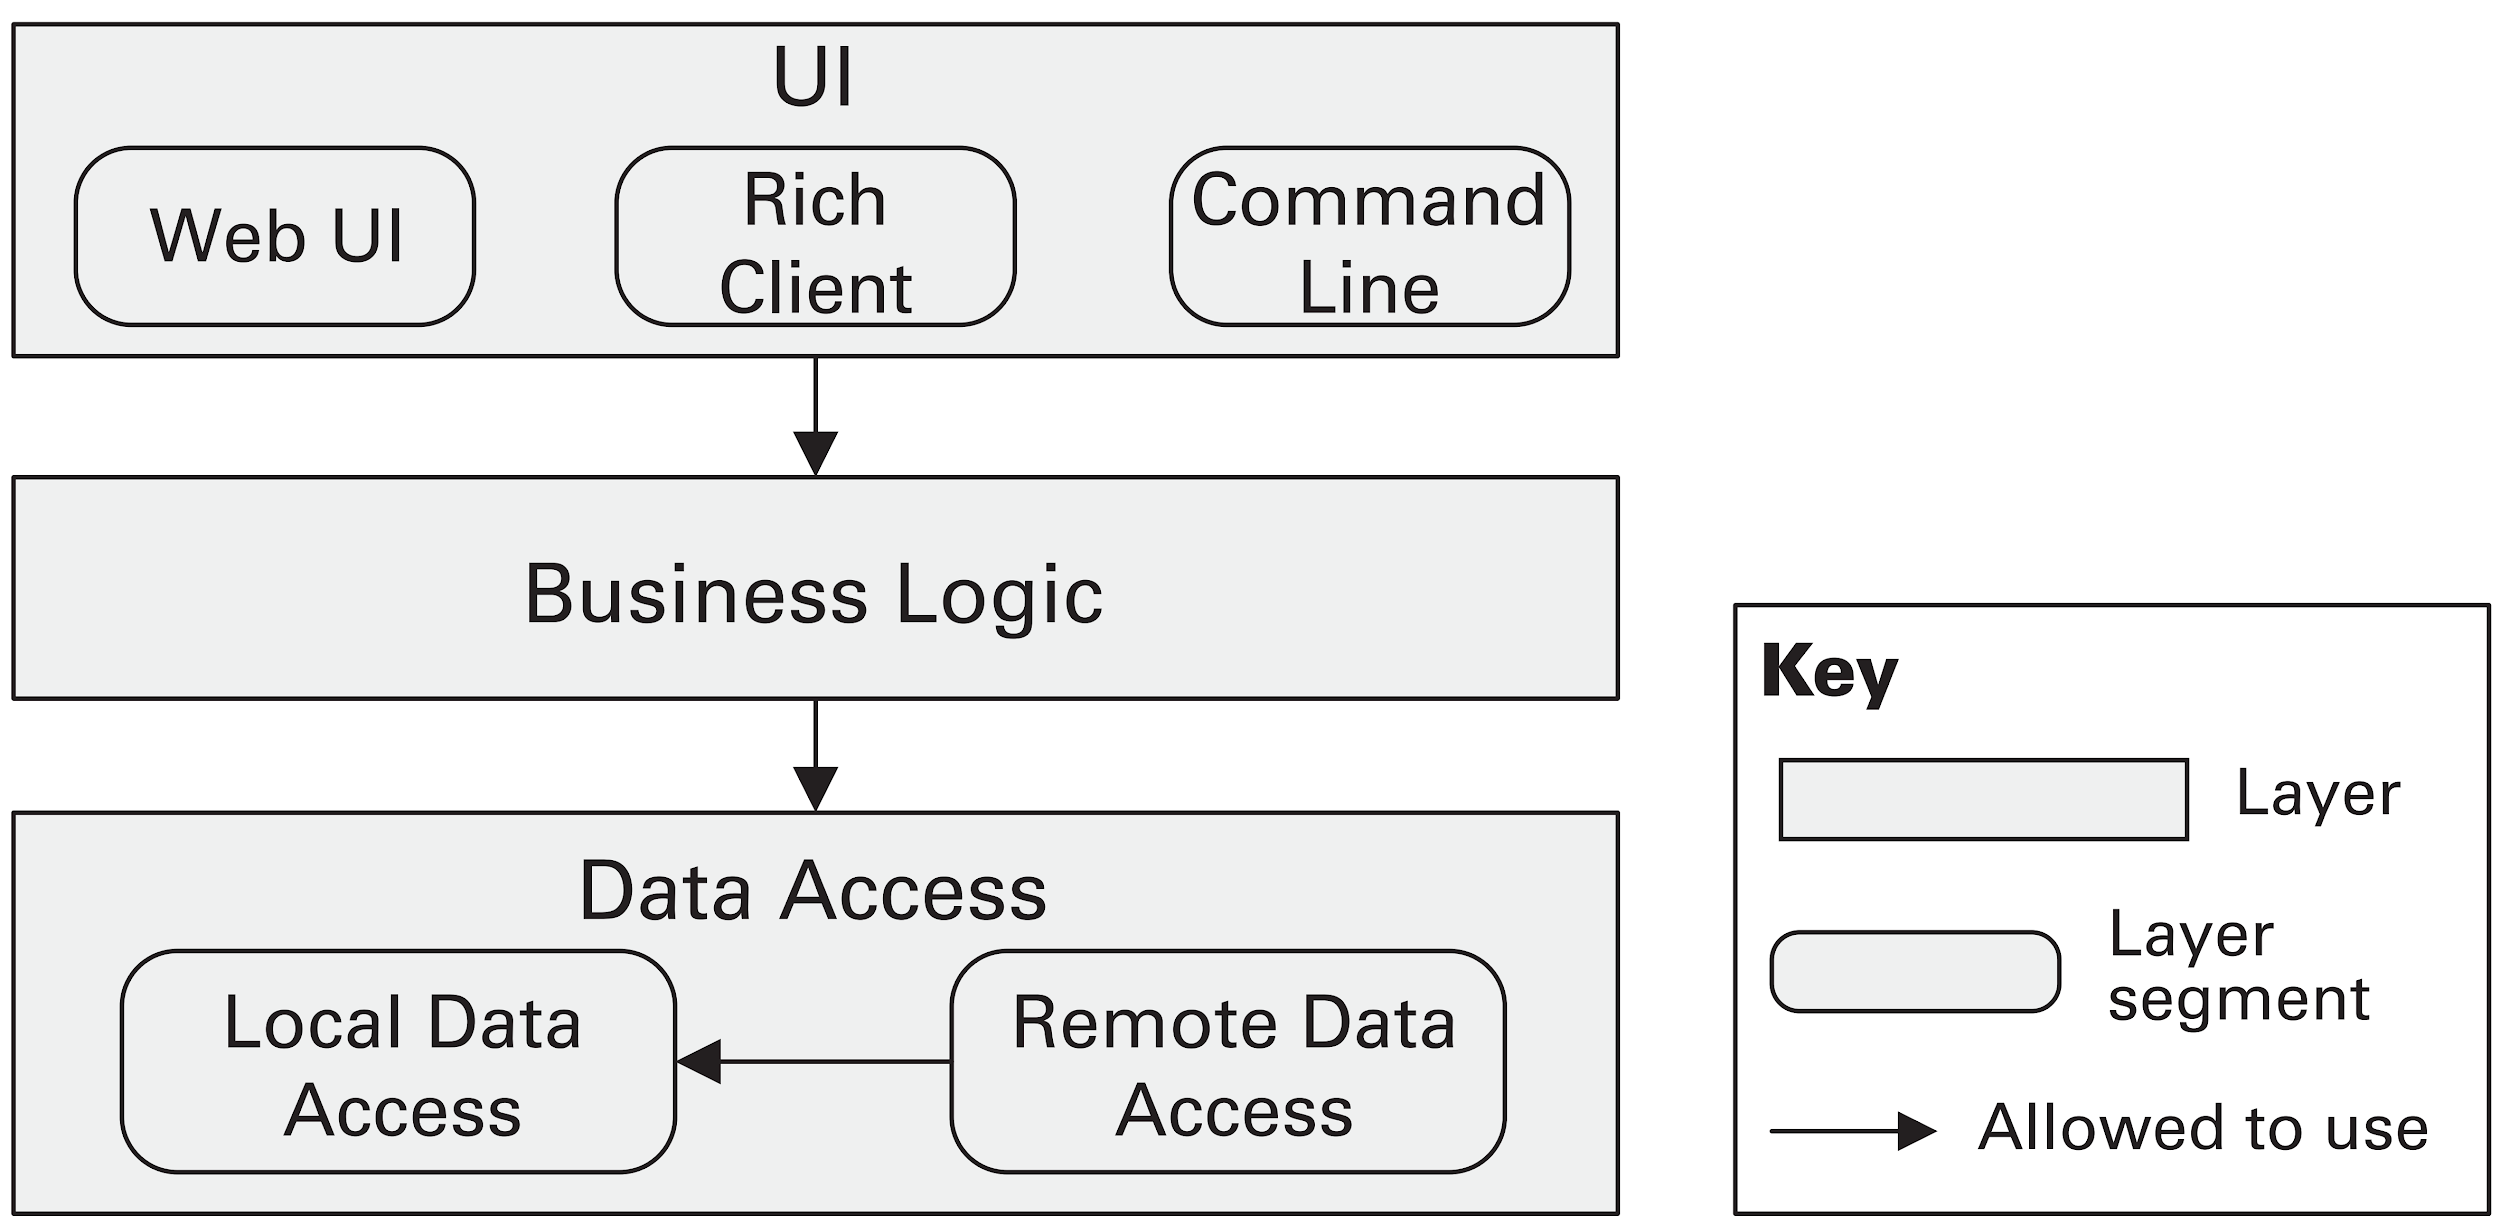 UI
Web UI
Rich
Client
Command
Line
Business Logic
Data Access
Local Data
Access
Remote Data
Access
Key
Layer
Layer
segment
Allowed to use